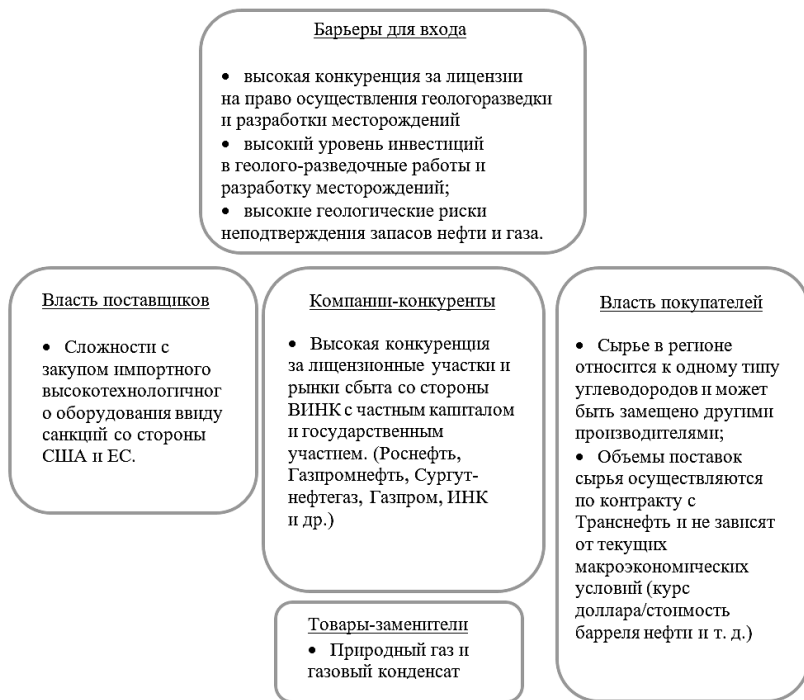 Барьеры для входа
• высокая конкуренция за лицензии
на право осуществления геологоразведки
и разработки месторождений
• высокий уровень инвестиций
в геолого-разведочные работы и
разработку месторождений;
• высокие геологические риски
неподтверждения запасов нефти и газа.
Власть поставщиков
• Сложности с
закупом импортного
высокотехнологичног
о оборудования ввиду
санкций со стороны
США и ЕС.
Компании-конкуренты
• Высокая конкуренция
за лицензионные участки и
рынки сбыта со стороны
ВИНК с частным капиталом
и государственным
участием. (Роснефть,
Газпромнефть, Сургут-
нефтегаз, Газпром, ИНК
и др.)
Власть покупателей
• Сырье в регионе
относится к одному типу
углеводородов и может
быть замещено другими
производителями;
• Объемы поставок
сырья осуществляются
по контракту с
Транснефть и не зависят
от текущих
макроэкономических
условий (курс
доллара/стоимость
барреля нефти и т. д.)
Товары-заменители
• Природный газ и
газовый конденсат